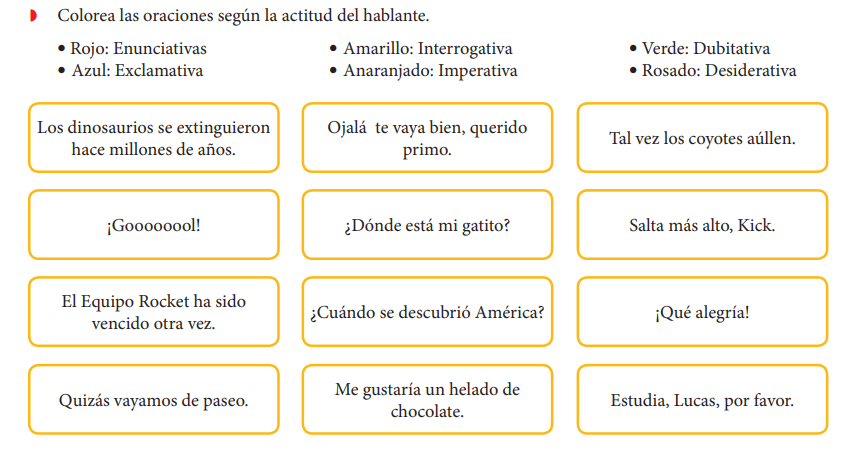 Colorea las oraciones según la actitud del hablante.
• Rojo: Enunciativas
• Azul: Exclamativa
• Amarillo: Interrogativa
• Anaranjado: Imperativa
• Verde: Dubitativa
• Rosado: Desiderativa
Los dinosaurios se extinguieron
hace millones de años.
Ojalá te vaya bien, querido
primo.
Tal vez los coyotes aúllen.
¡Goooooool!
¿Dónde está mi gatito?
Salta más alto, Kick.
El Equipo Rocket ha sido
vencido otra vez.
¿Cuándo se descubrió América?
¡Qué alegría!
Quizás vayamos de paseo.
Me gustaría un helado de
chocolate.
Estudia, Lucas, por favor.